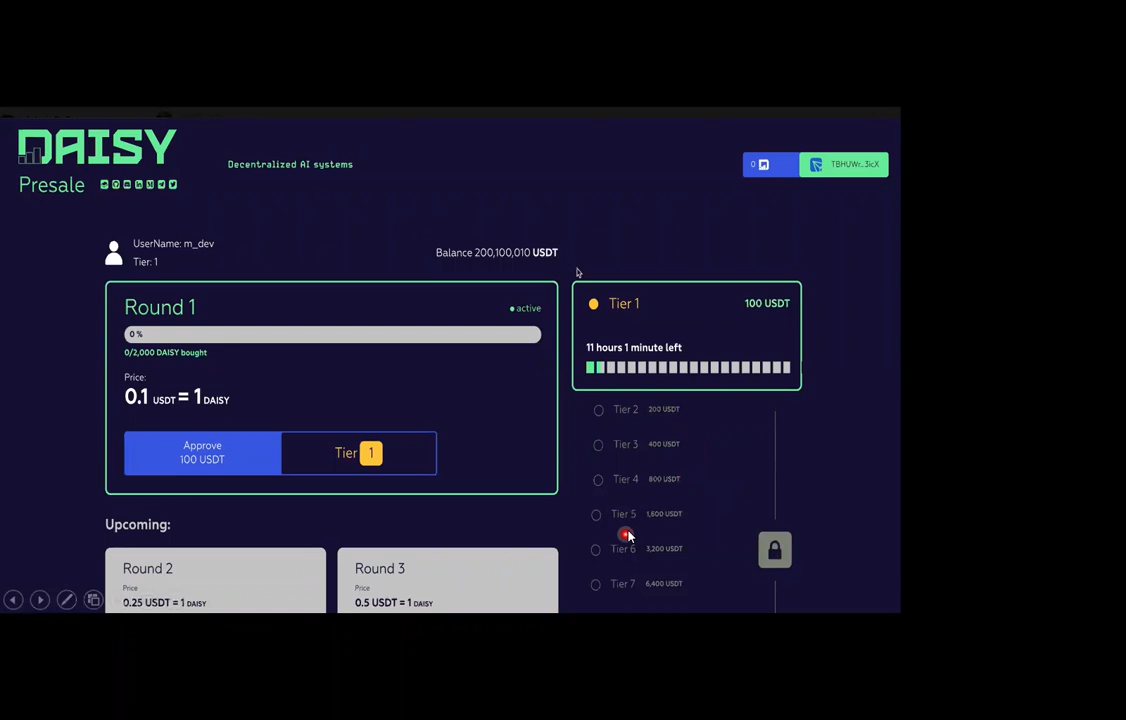 DAISY
Presale
Decentralized AI systems
0
TBHUWr...3icX
UserName: m_dev
Tier: 1
Balance 200,100,010 USDT
Round 1
active
0 %
0/2,000 DAISY bought
Price:
0.1 USDT = 1 DAISY
Approve
100 USDT
Tier 1
Tier 1 100 USDT
11 hours 1 minute left
Tier 2 200 USDT
Tier 3 400 USDT
Tier 4 800 USDT
Tier 5 1,600 USDT
Tier 6 3,200 USDT
Tier 7 6,400 USDT
Upcoming:
Round 2
Price
0.25 USDT = 1 DAISY
Round 3
Price
0.5 USDT = 1 DAISY